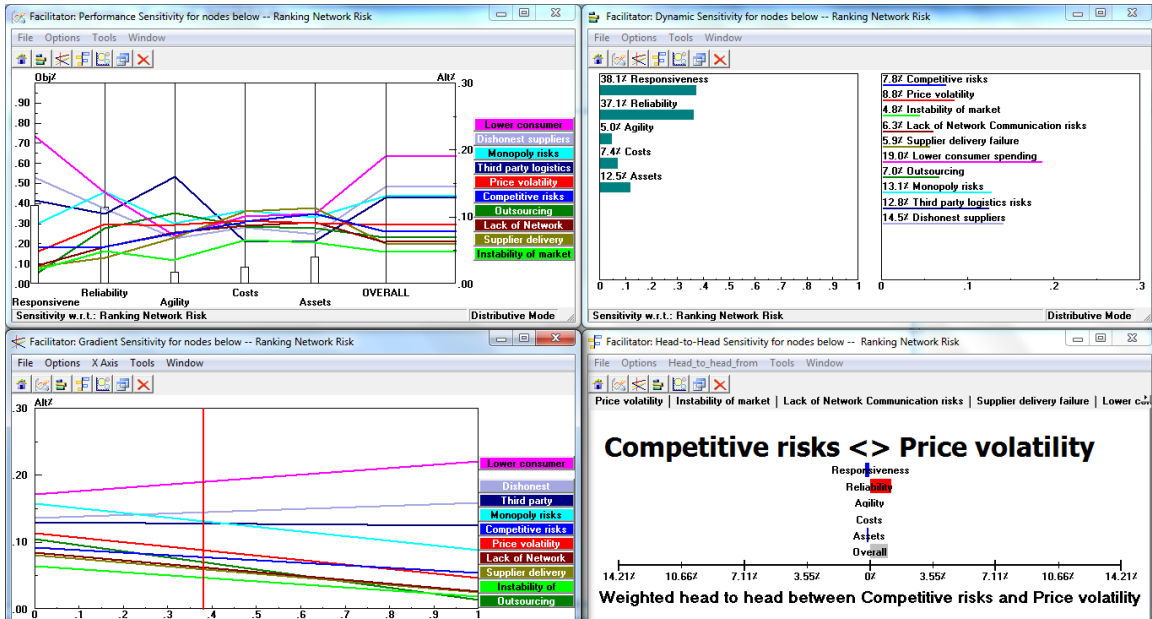 Facilitator: Performance Sensitivity for nodes below -- Ranking Network Risk
File Options Tools Window
Obj% Alt%
.90
.80
.70
.60
.50
.40
.30
.20
.10
.00
.30
.20
.10
.00
Lower consumer
Dishonest suppliers
Monopoly risks
Third party logistics
Price volatility
Competitive risks
Outsourcing
Lack of Network
Supplier delivery
Instability of market
Responsivene Reliability Agility Costs Assets OVERALL
Sensitivity w.r.t.: Ranking Network Risk Distributive Mode
Facilitator: Dynamic Sensitivity for nodes below -- Ranking Network Risk
File Options Tools Window
38.1% Responsiveness
37.1% Reliability
5.0% Agility
7.4% Costs
12.5% Assets
0 .1 .2 .3 .4 .5 .6 .7 .8 .9 1
7.8% Competitive risks
8.8% Price volatility
4.8% Instability of market
6.3% Lack of Network Communication risks
5.9% Supplier delivery failure
19.0% Lower consumer spending
7.0% Outsourcing
13.1% Monopoly risks
12.8% Third party logistics risks
14.5% Dishonest suppliers
0 .1 .2 .3
Sensitivity w.r.t.: Ranking Network Risk Distributive Mode
Facilitator: Gradient Sensitivity for nodes below -- Ranking Network Risk
File Options X Axis Tools Window
Alt%
.30
.20
.10
.00
Lower consumer
Dishonest
Third party
Monopoly risks
Competitive risks
Price volatility
Lack of Network
Supplier delivery
Instability of
Outsourcing
0 .1 .2 .3 .4 .5 .6 .7 .8 .9 1
Facilitator: Head-to-Head Sensitivity for nodes below -- Ranking Network Risk
File Options Head_to_head_from Tools Window
Price volatility | Instability of market | Lack of Network Communication risks | Supplier delivery failure | Lower
Competitive risks <> Price volatility
Responsiveness
Reliability
Agility
Costs
Assets
Overall
14.21% 10.66% 7.11% 3.55% 0% 3.55% 7.11% 10.66% 14.21%
Weighted head to head between Competitive risks and Price volatility